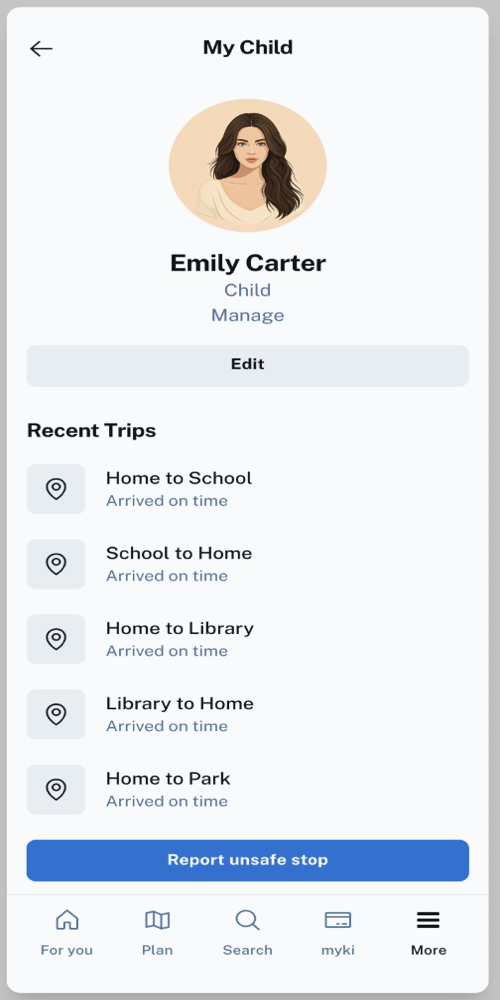 My Child
Emily Carter
Child
Manage
Edit
Recent Trips
Home to School
Arrived on time
School to Home
Arrived on time
Home to Library
Arrived on time
Library to Home
Arrived on time
Home to Park
Arrived on time
Report unsafe stop
For you
Plan
Search
myki
More